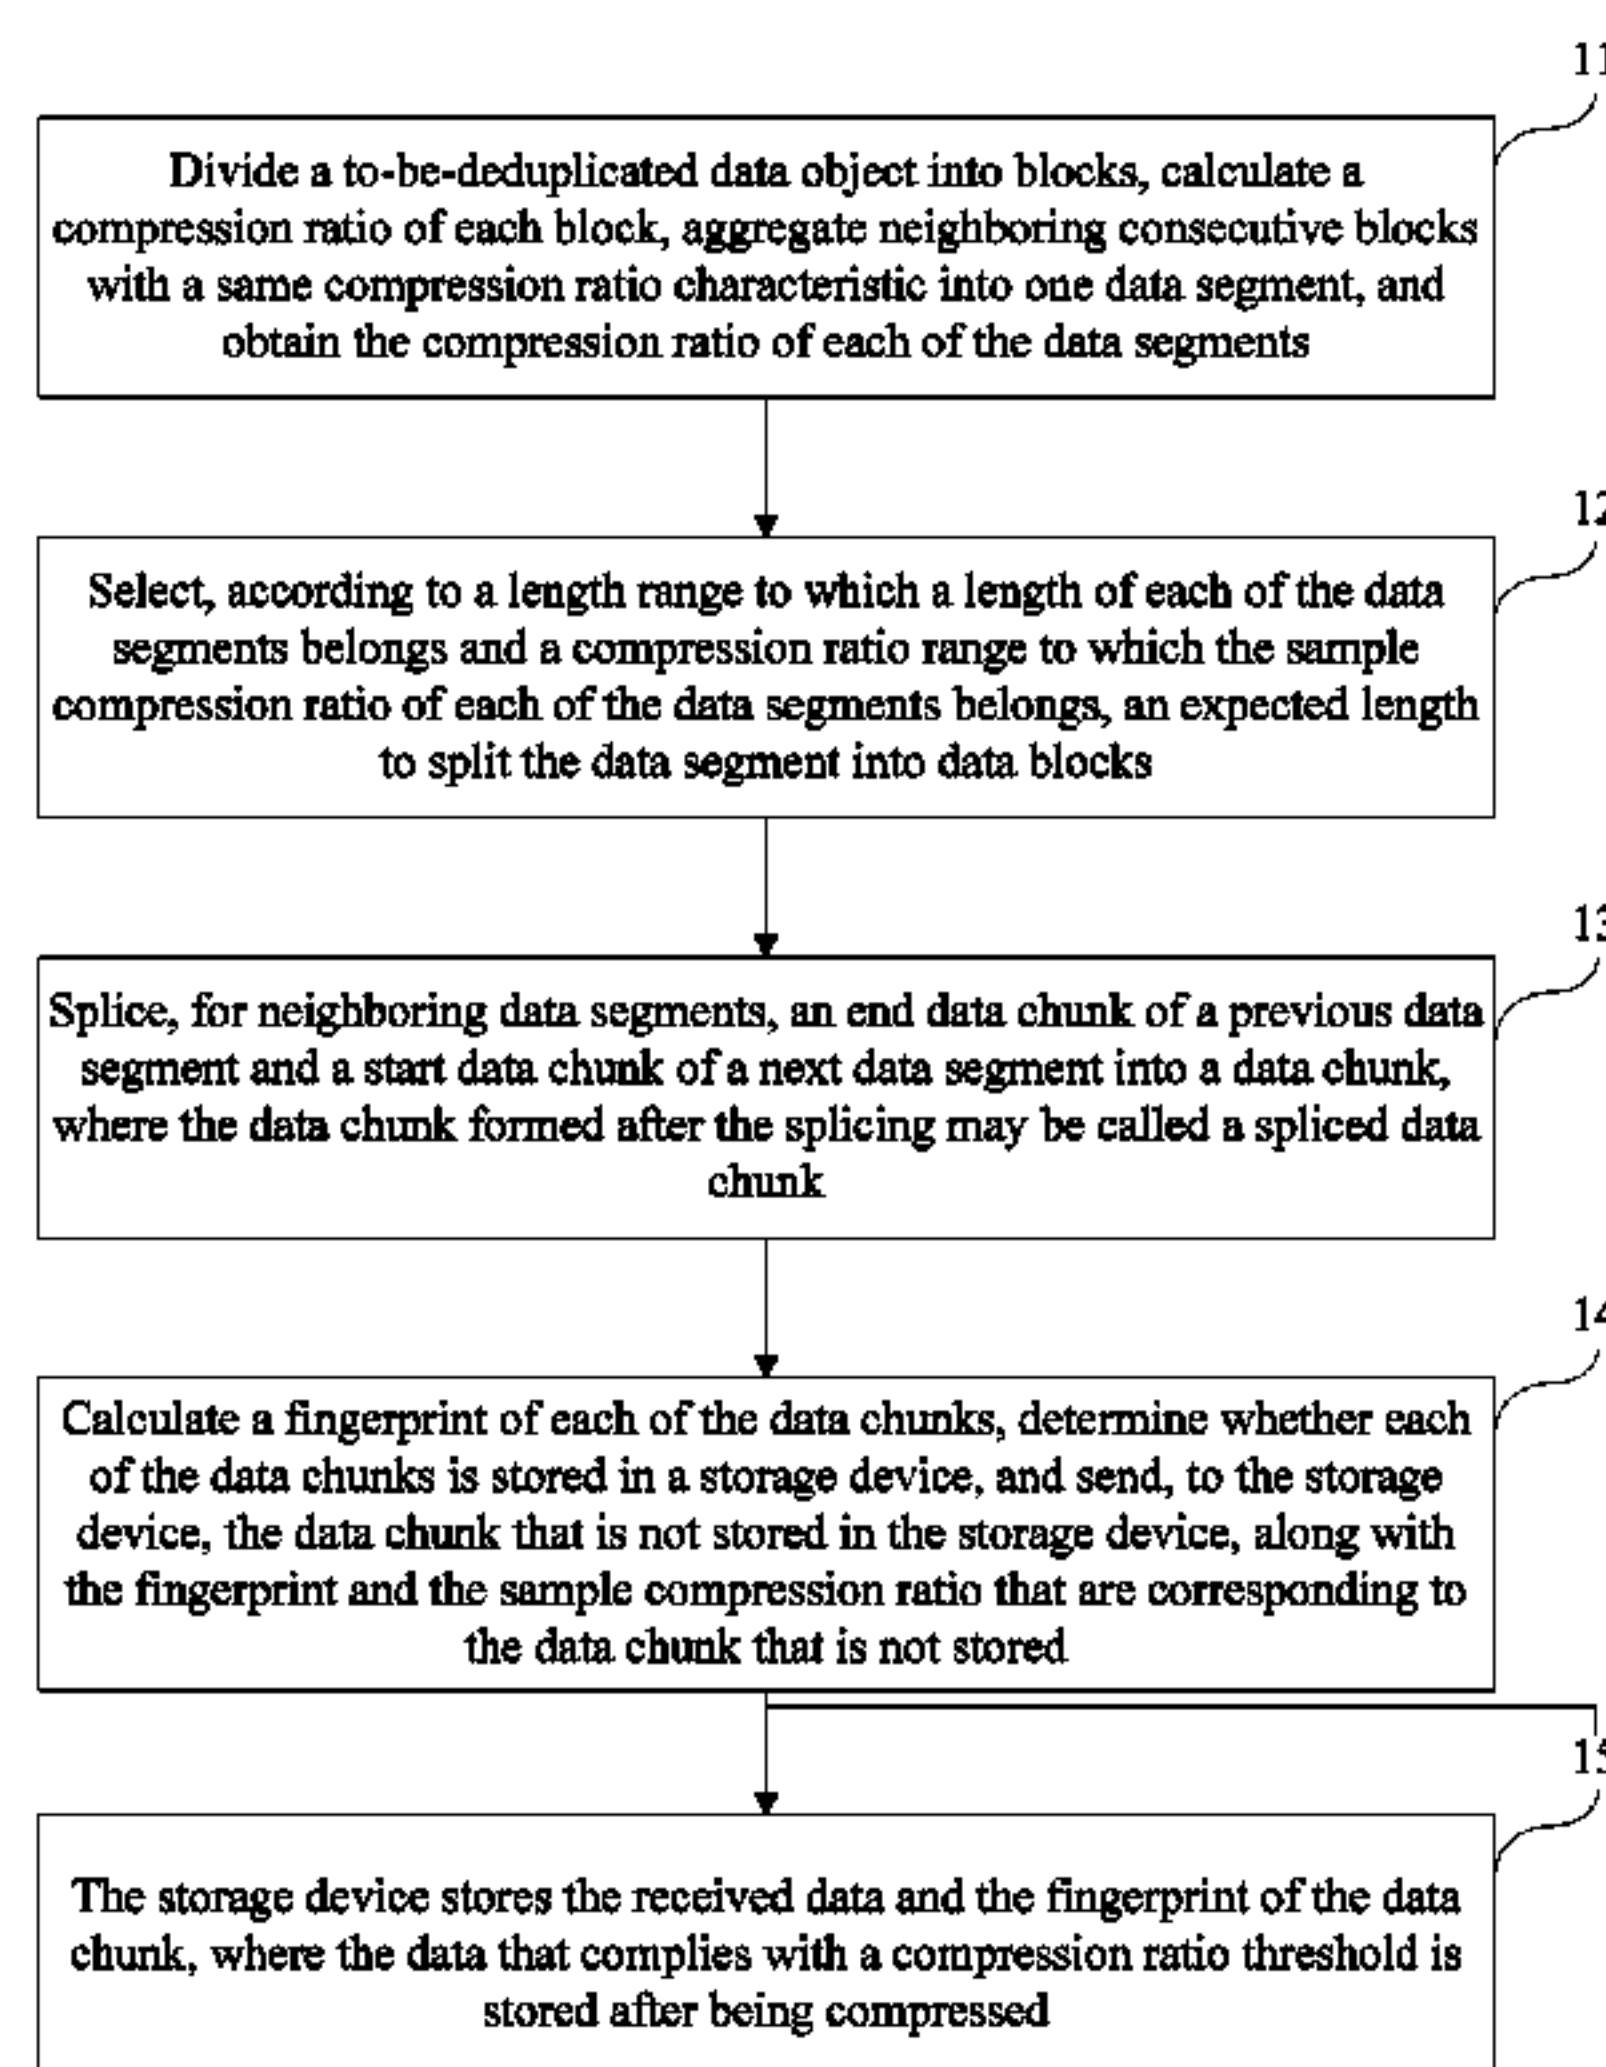 11
Divide a to-be-deduplicated data object into blocks, calculate a
compression ratio of each block, aggregate neighboring consecutive blocks
with a same compression ratio characteristic into one data segment, and
obtain the compression ratio of each of the data segments
12
Select, according to a length range to which a length of each of the data
segments belongs and a compression ratio range to which the sample
compression ratio of each of the data segments belongs, an expected length
to split the data segment into data blocks
13
Splice, for neighboring data segments, an end data chunk of a previous data
segment and a start data chunk of a next data segment into a data chunk,
where the data chunk formed after the splicing may be called a spliced data
chunk
14
Calculate a fingerprint of each of the data chunks, determine whether each
of the data chunks is stored in a storage device, and send, to the storage
device, the data chunk that is not stored in the storage device, along with
the fingerprint and the sample compression ratio that are corresponding to
the data chunk that is not stored
15
The storage device stores the received data and the fingerprint of the data
chunk, where the data that complies with a compression ratio threshold is
stored after being compressed